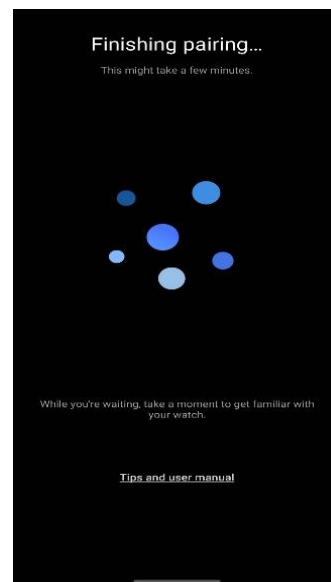 Finishing pairing...
This might take a few minutes.
While you're waiting, take a moment to get familiar with
your watch.
Tips and user manual